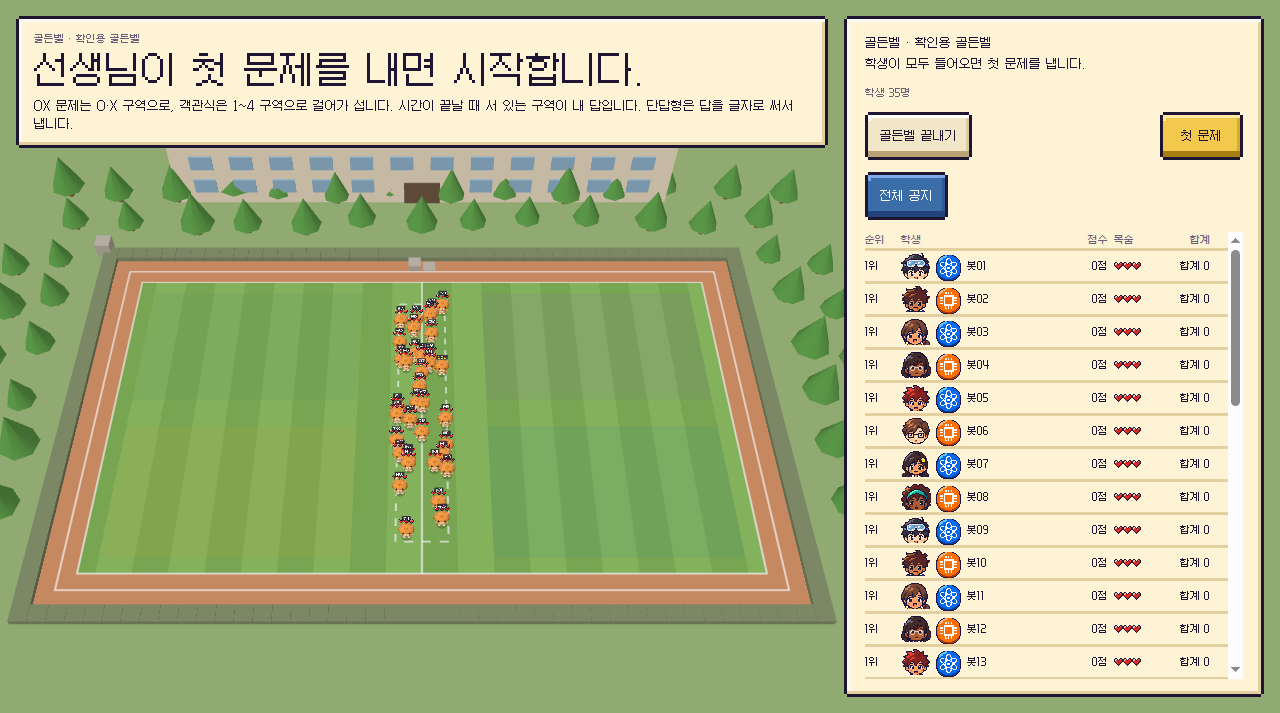 골든벨 · 확인용 골든벨
선생님이 첫 문제를 내면 시작합니다.
OX 문제는 O·X 구역으로, 객관식은 1~4 구역으로 걸어가 섭니다. 시간이 끝날 때 서 있는 구역이 내 답입니다. 단답형은 답을 글자로 써서
냅니다.
골든벨 · 확인용 골든벨
학생이 모두 들어오면 첫 문제를 냅니다.
학생 35명
골든벨 끝내기
첫 문제
전체 공지
순위 학생 점수 목숨 합계
1위 봇01 0점 합계 0
1위 봇02 0점 합계 0
1위 봇03 0점 합계 0
1위 봇04 0점 합계 0
1위 봇05 0점 합계 0
1위 봇06 0점 합계 0
1위 봇07 0점 합계 0
1위 봇08 0점 합계 0
1위 봇09 0점 합계 0
1위 봇10 0점 합계 0
1위 봇11 0점 합계 0
1위 봇12 0점 합계 0
1위 봇13 0점 합계 0